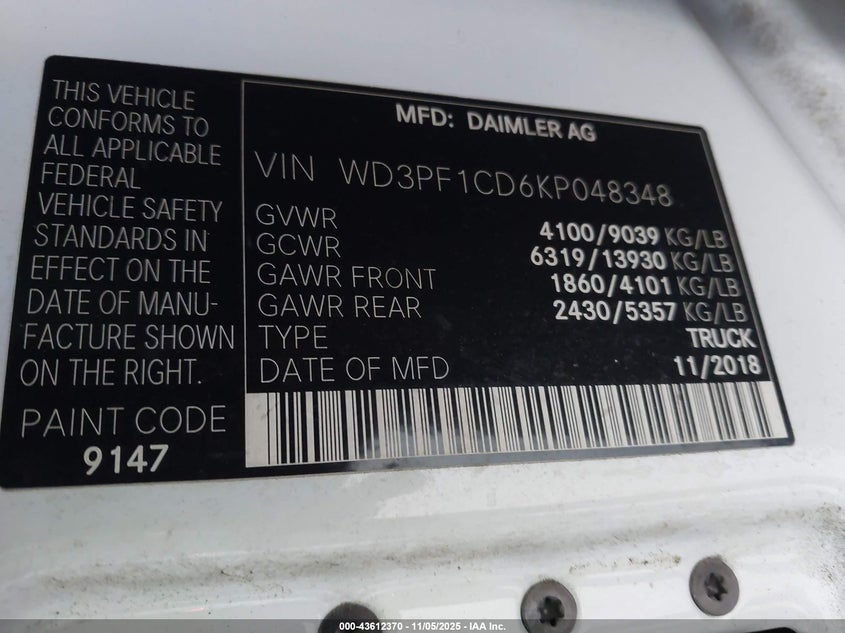 THIS VEHICLE
CONFORMS TO
ALL APPLICABLE
FEDERAL
VEHICLE SAFETY
STANDARDS IN
EFFECT ON THE
DATE OF MANU-
FACTURE SHOWN
ON THE RIGHT.
PAINT CODE
9147
MFD: DAIMLER AG
VIN WD3PF1CD6KP048348
GVWR 4100/9039 KG/LB
GCWR 6319/13930 KG/LB
GAWR FRONT 1860/4101 KG/LB
GAWR REAR 2430/5357 KG/LB
TYPE TRUCK
DATE OF MFD 11/2018
000-43612370 — 11/05/2025 — IAA Inc.